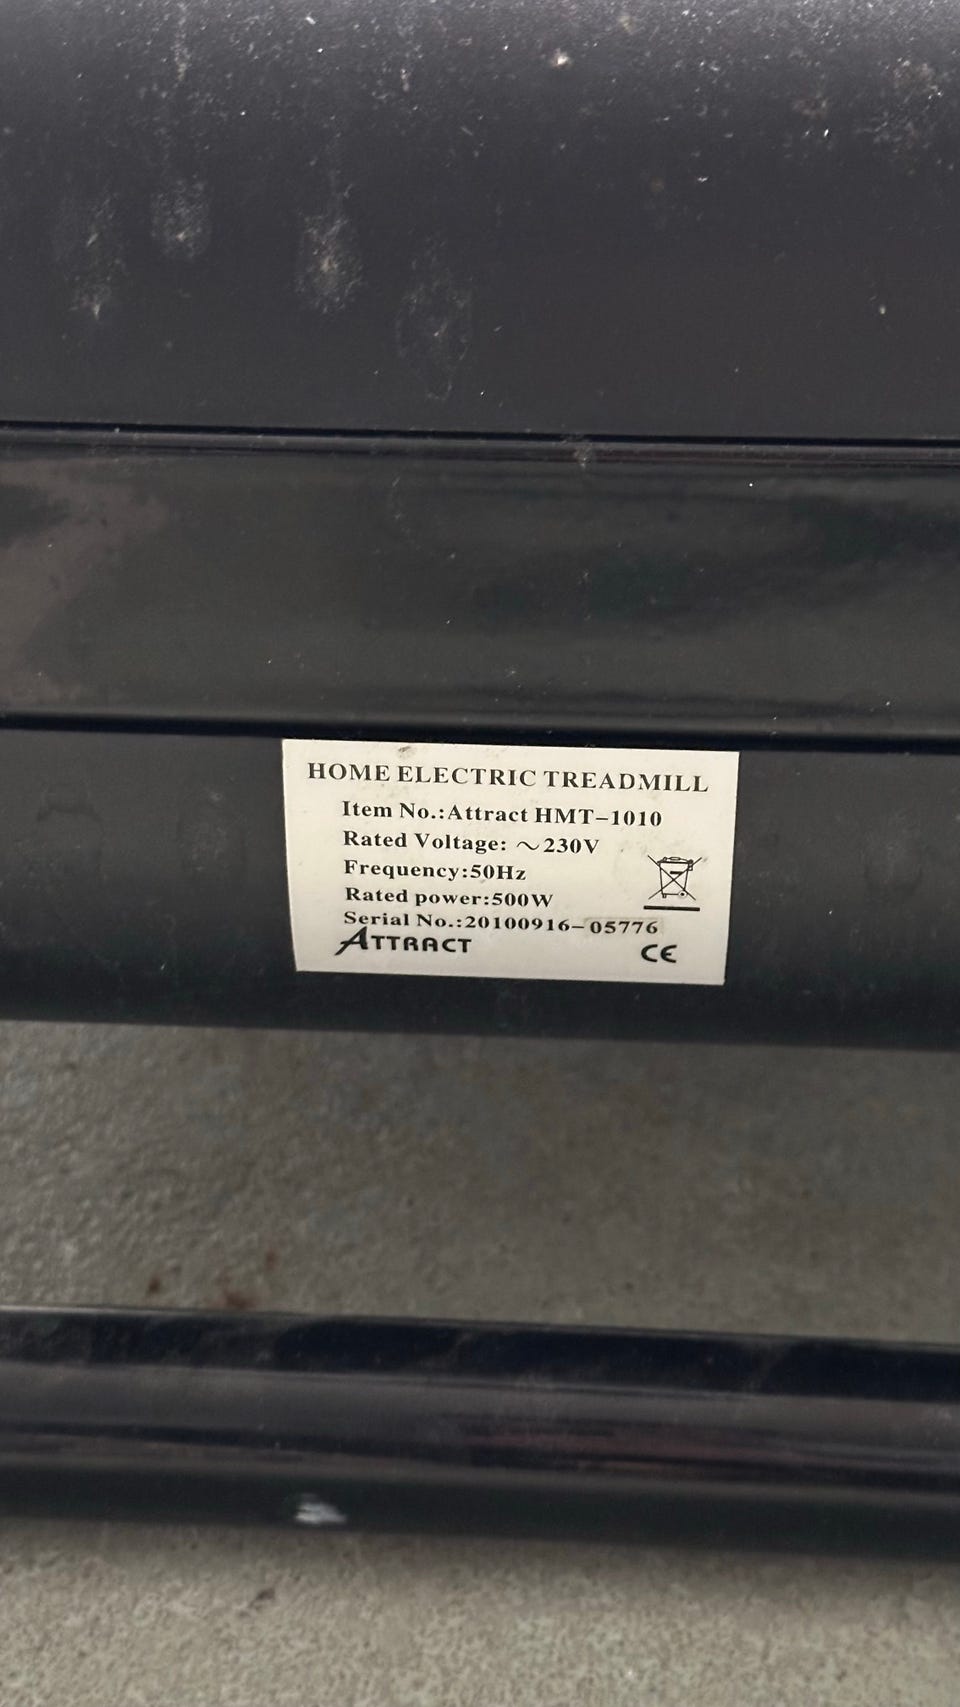 HOME ELECTRIC TREADMILL
Item No.:Attract HMT-1010
Rated Voltage: ~230V
Frequency:50Hz
Rated power:500W
Serial No.:20100916-05776
ATTRACT
CE